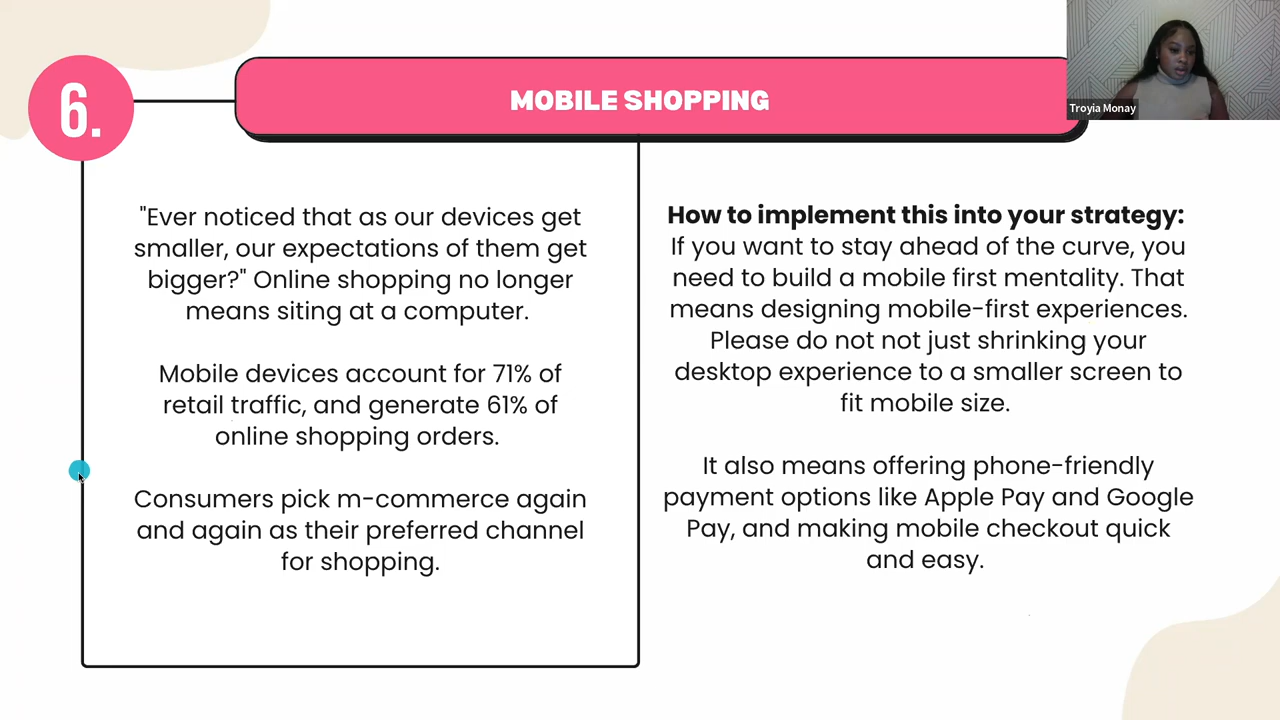 6.
MOBILE SHOPPING
Troyia Monay
"Ever noticed that as our devices get
smaller, our expectations of them get
bigger?" Online shopping no longer
means siting at a computer.
Mobile devices account for 71% of
retail traffic, and generate 61% of
online shopping orders.
Consumers pick m-commerce again
and again as their preferred channel
for shopping.
How to implement this into your strategy:
If you want to stay ahead of the curve, you
need to build a mobile first mentality. That
means designing mobile-first experiences.
Please do not not just shrinking your
desktop experience to a smaller screen to
fit mobile size.
It also means offering phone-friendly
payment options like Apple Pay and Google
Pay, and making mobile checkout quick
and easy.